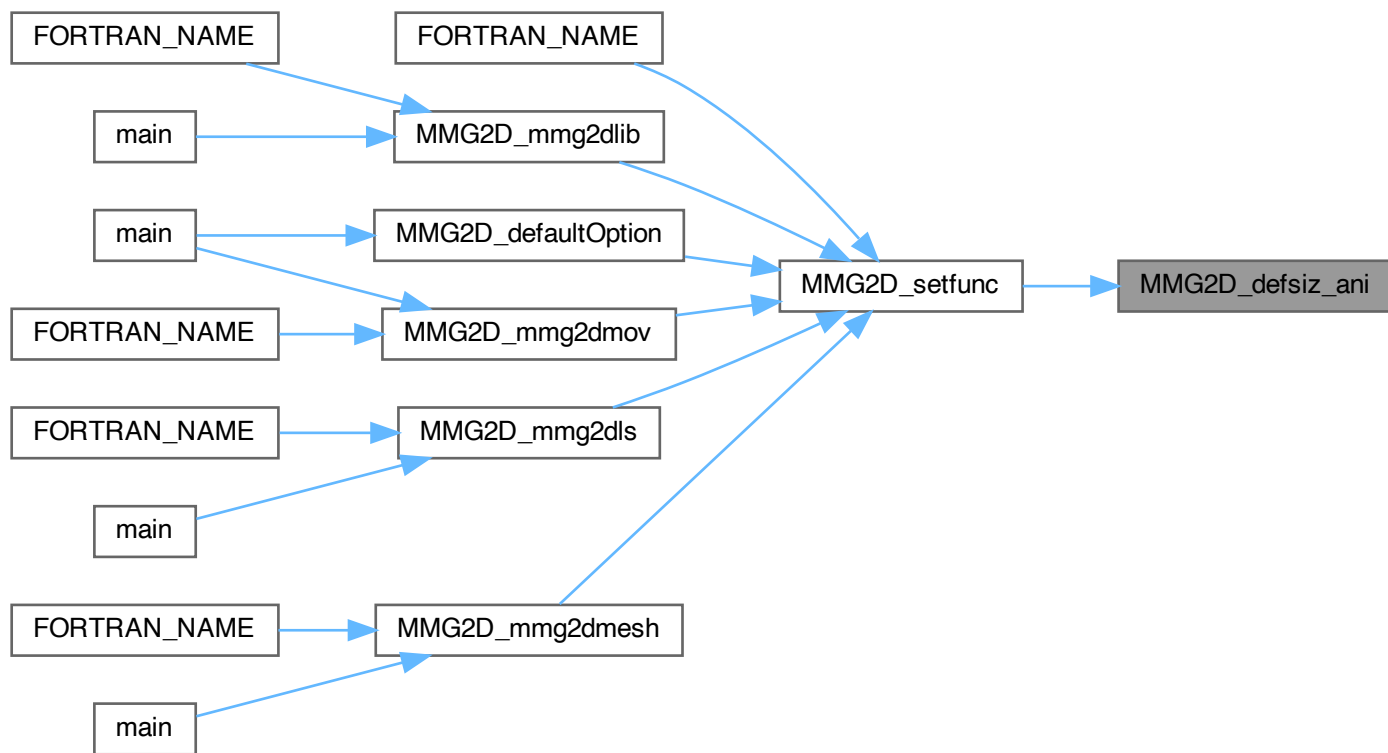 FORTRAN_NAME
FORTRAN_NAME
main
MMG2D_mmg2dlib
main
MMG2D_defaultOption
MMG2D_setfunc
MMG2D_defsiz_ani
FORTRAN_NAME
MMG2D_mmg2dmov
FORTRAN_NAME
MMG2D_mmg2dls
main
FORTRAN_NAME
MMG2D_mmg2dmesh
main